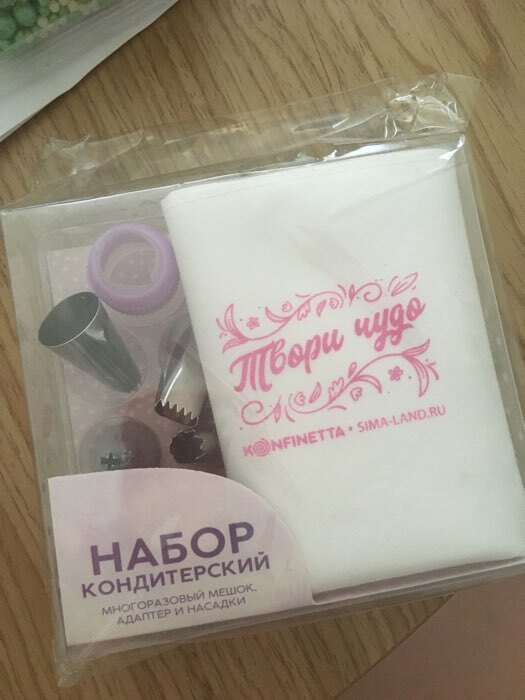 Твори чудо
KONFINETTA • SIMA-LAND.RU
НАБОР
КОНДИТЕРСКИЙ
МНОГОРАЗОВЫЙ МЕШОК,
АДАПТЕР И НАСАДКИ